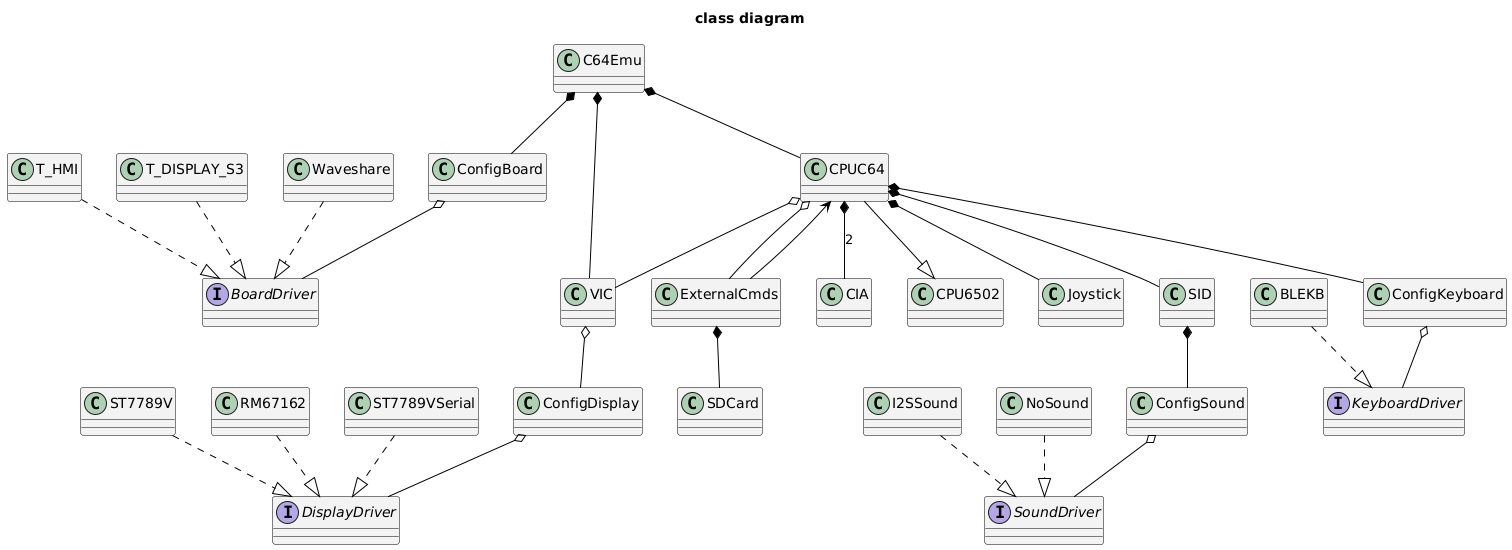 class diagram
C C64Emu
C T_HMI
C T_DISPLAY_S3
C Waveshare
C ConfigBoard
C CPUC64
2
I BoardDriver
C VIC
C ExternalCmds
C CIA
C CPU6502
C Joystick
C SID
C BLEKB
C ConfigKeyboard
C ST7789V
C RM67162
C ST7789VSerial
C ConfigDisplay
C SDCard
C I2SSound
C NoSound
C ConfigSound
I KeyboardDriver
I DisplayDriver
I SoundDriver